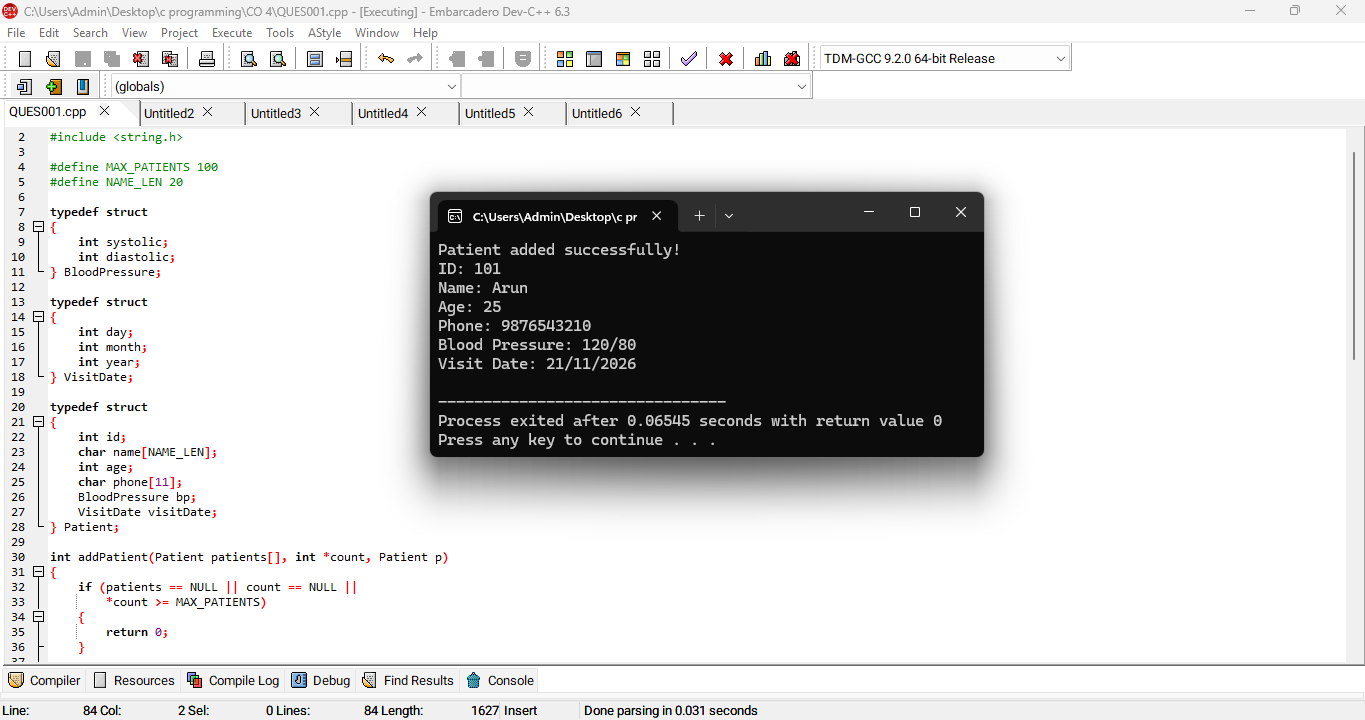 C:\Users\Admin\Desktop\c programming\CO 4\QUES001.cpp - [Executing] - Embarcadero Dev-C++ 6.3
File Edit Search View Project Execute Tools AStyle Window Help
TDM-GCC 9.2.0 64-bit Release
(globals)
QUES001.cpp Untitled2 Untitled3 Untitled4 Untitled5 Untitled6
2 #include <string.h>
3
4 #define MAX_PATIENTS 100
5 #define NAME_LEN 20
6
7 typedef struct
8 {
9 int systolic;
10 int diastolic;
11 } BloodPressure;
12
13 typedef struct
14 {
15 int day;
16 int month;
17 int year;
18 } VisitDate;
19
20 typedef struct
21 {
22 int id;
23 char name[NAME_LEN];
24 int age;
25 char phone[11];
26 BloodPressure bp;
27 VisitDate visitDate;
28 } Patient;
29
30 int addPatient(Patient patients[], int *count, Patient p)
31 {
32 if (patients == NULL || count == NULL ||
33 *count >= MAX_PATIENTS)
34 {
35 return 0;
36 }
37
C:\Users\Admin\Desktop\c pr
Patient added successfully!
ID: 101
Name: Arun
Age: 25
Phone: 9876543210
Blood Pressure: 120/80
Visit Date: 21/11/2026
--------------------------------
Process exited after 0.06545 seconds with return value 0
Press any key to continue . . .
Compiler Resources Compile Log Debug Find Results Console
Line: 84 Col: 2 Sel: 0 Lines: 84 Length: 1627 Insert Done parsing in 0.031 seconds